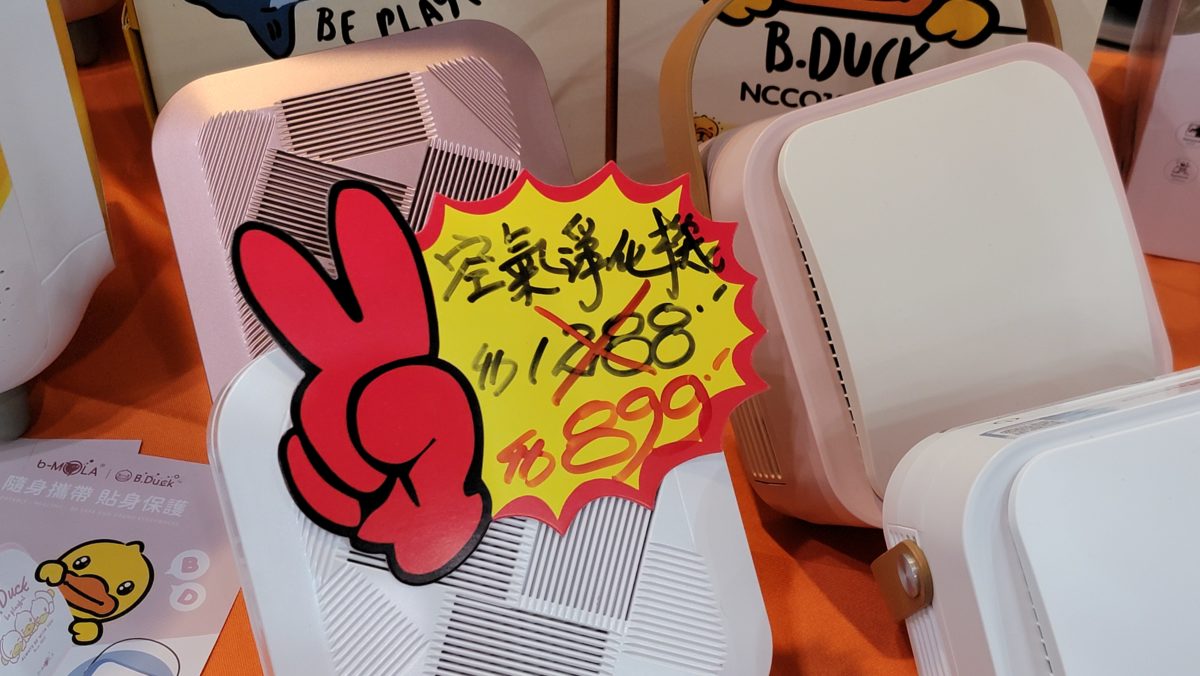 BE PLAY
B.DUCK
空氣淨化機
1288
899
b-MOLA B.Duck
隨身攜帶 貼身保護
B
D
Duck